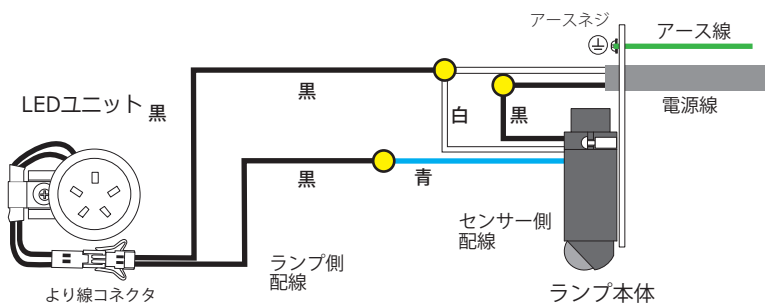 アースネジ
アース線
LEDユニット
黒
黒
白
黒
電源線
黒
青
センサー側
配線
ランプ側
配線
より線コネクタ
ランプ本体